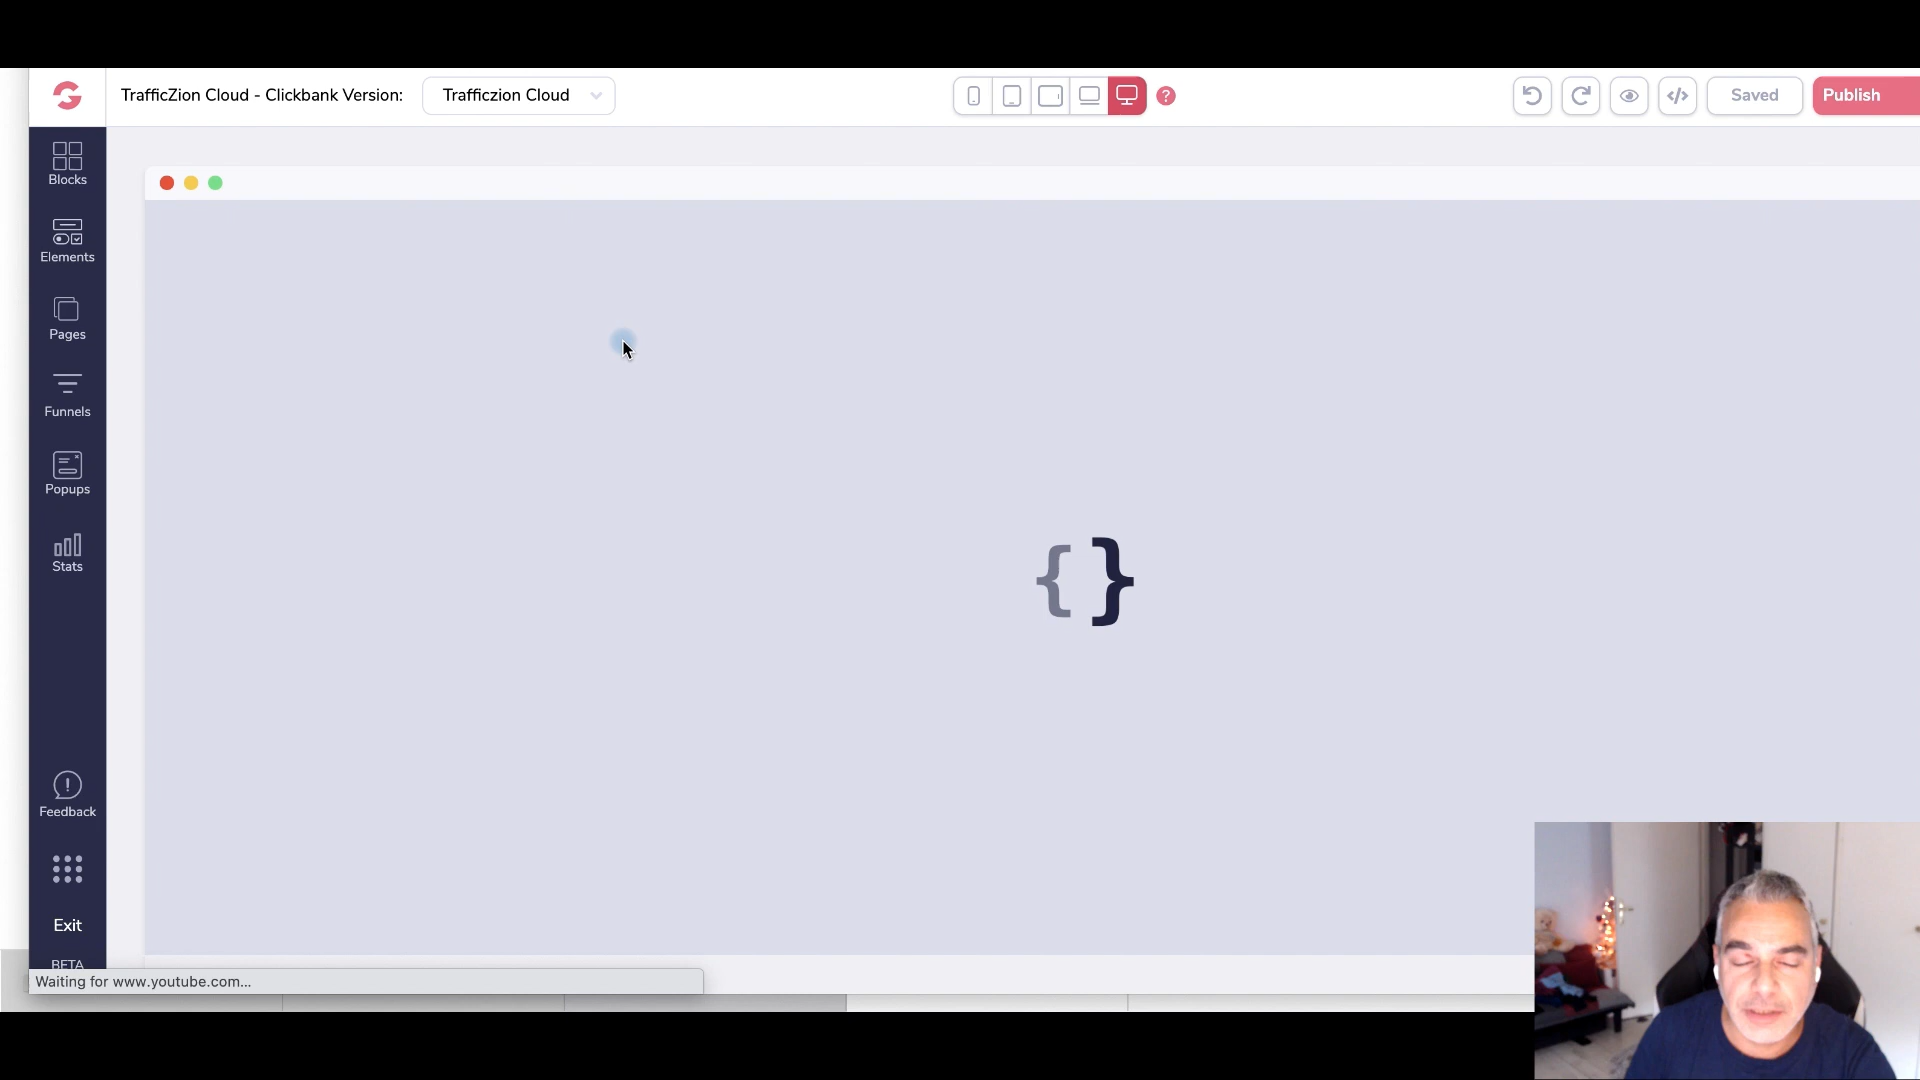 TrafficZion Cloud - Clickbank Version:
Trafficzion Cloud
?
</>
Saved
Publish
Blocks
Elements
Pages
Funnels
Popups
Stats
{ }
Feedback
Exit
BETA
Waiting for www.youtube.com...